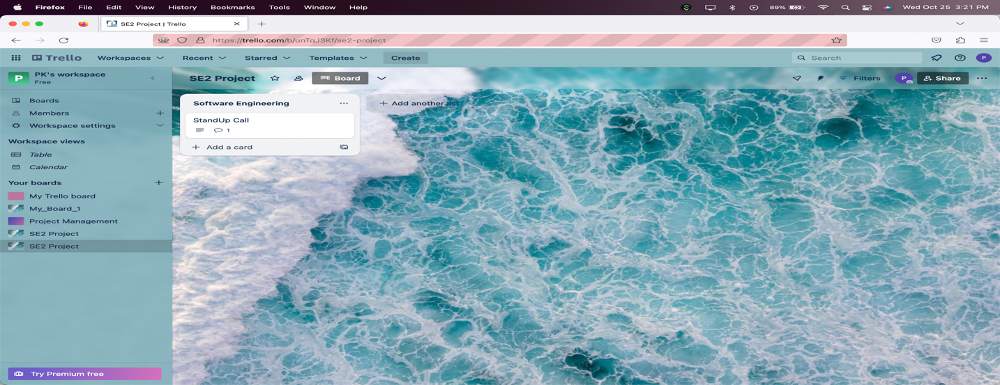 Firefox File Edit View History Bookmarks Tools Window Help S 89% Wed Oct 25 3:21 PM
SE2 Project | Trello
https://trello.com/b/unTqJ3Kf/se2-project
Trello Workspaces Recent Starred Templates Create Search P
P PK's workspace
Free
SE2 Project Board Filters P Share
Boards
Members
Workspace settings
Workspace views
Table
Calendar
Your boards
My Trello board
My_Board_1
Project Management
SE2 Project
SE2 Project
Try Premium free
Software Engineering
StandUp Call
1
Add a card
Add another list